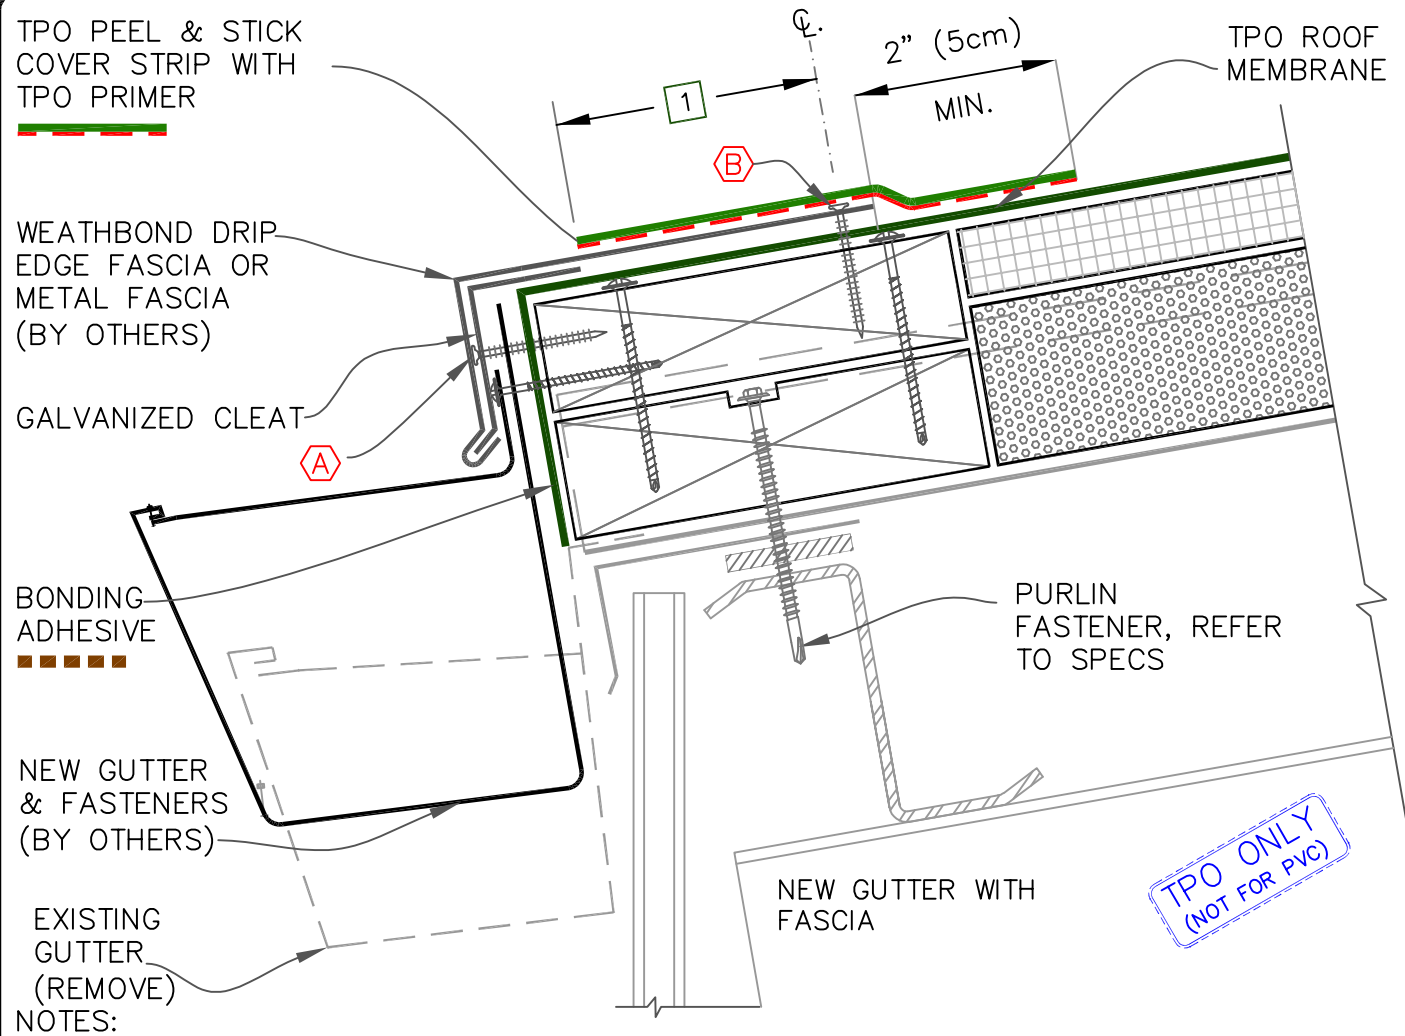 TPO PEEL & STICK
COVER STRIP WITH
TPO PRIMER
℄.
2” (5cm)
MIN.
1
TPO ROOF
MEMBRANE
B
WEATHBOND DRIP
EDGE FASCIA OR
METAL FASCIA
(BY OTHERS)
GALVANIZED CLEAT
A
BONDING
ADHESIVE
PURLIN
FASTENER, REFER
TO SPECS
NEW GUTTER
& FASTENERS
(BY OTHERS)
TPO ONLY
(NOT FOR PVC)
NEW GUTTER WITH
FASCIA
EXISTING
GUTTER
(REMOVE)
NOTES: